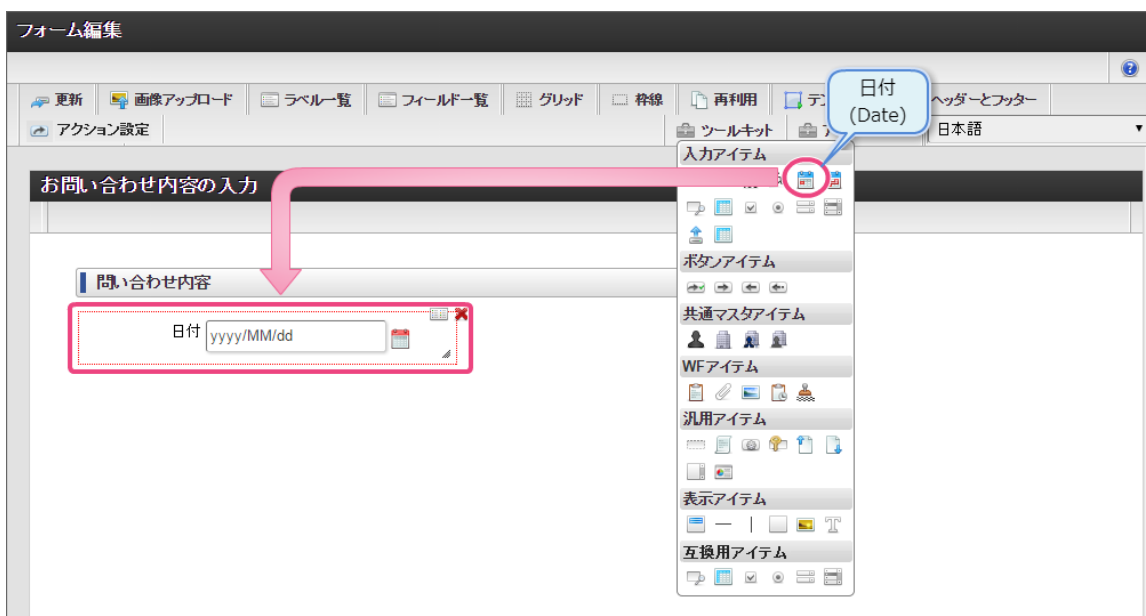 フォーム編集
更新 画像アップロード ラベル一覧 フィールド一覧 グリッド 枠線 再利用 ヘッダーとフッター
アクション設定 ツールキット 日本語
日付
(Date)
入力アイテム
お問い合わせ内容の入力
ボタンアイテム
問い合わせ内容
共通マスタアイテム
日付 yyyy/MM/dd
WFアイテム
汎用アイテム
表示アイテム
互換用アイテム